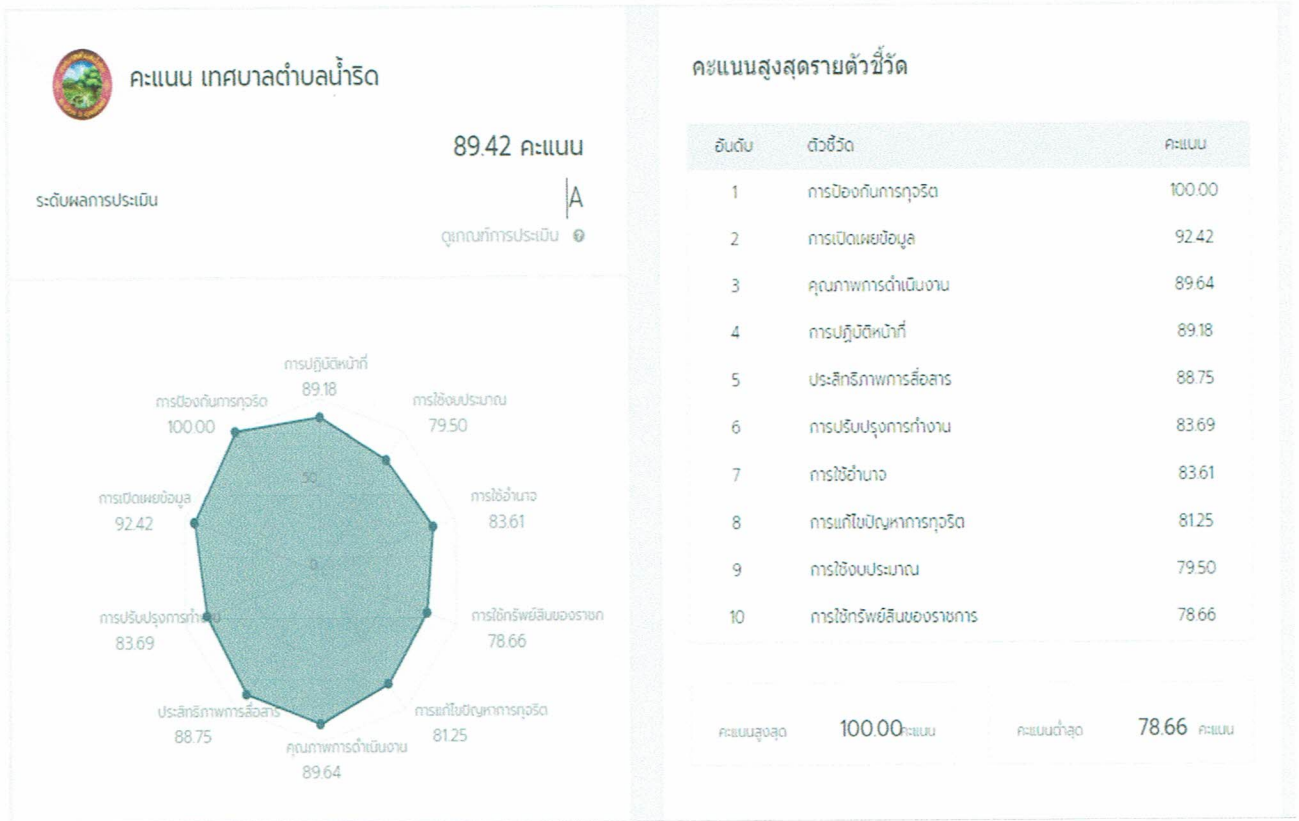 คะแนน เทศบาลตำบลน้ำริด
89.42 คะแนน
ระดับผลการประเมิน
A
ดูเกณฑ์การประเมิน
การปฏิบัติหน้าที่
89.18
การใช้งบประมาณ
79.50
การใช้อำนาจ
83.61
การใช้ทรัพย์สินของราชก
78.66
การแก้ไขปัญหาการทุจริต
81.25
คุณภาพการดำเนินงาน
89.64
ประสิทธิภาพการสื่อสาร
88.75
การปรับปรุงการทำงาน
83.69
การเปิดเผยข้อมูล
92.42
การป้องกันการทุจริต
100.00
50
0
คะแนนสูงสุดรายตัวชี้วัด
อันดับ ตัวชี้วัด คะแนน
1 การป้องกันการทุจริต 100.00
2 การเปิดเผยข้อมูล 92.42
3 คุณภาพการดำเนินงาน 89.64
4 การปฏิบัติหน้าที่ 89.18
5 ประสิทธิภาพการสื่อสาร 88.75
6 การปรับปรุงการทำงาน 83.69
7 การใช้อำนาจ 83.61
8 การแก้ไขปัญหาการทุจริต 81.25
9 การใช้งบประมาณ 79.50
10 การใช้ทรัพย์สินของราชการ 78.66
คะแนนสูงสุด 100.00 คะแนน คะแนนต่ำสุด 78.66 คะแนน